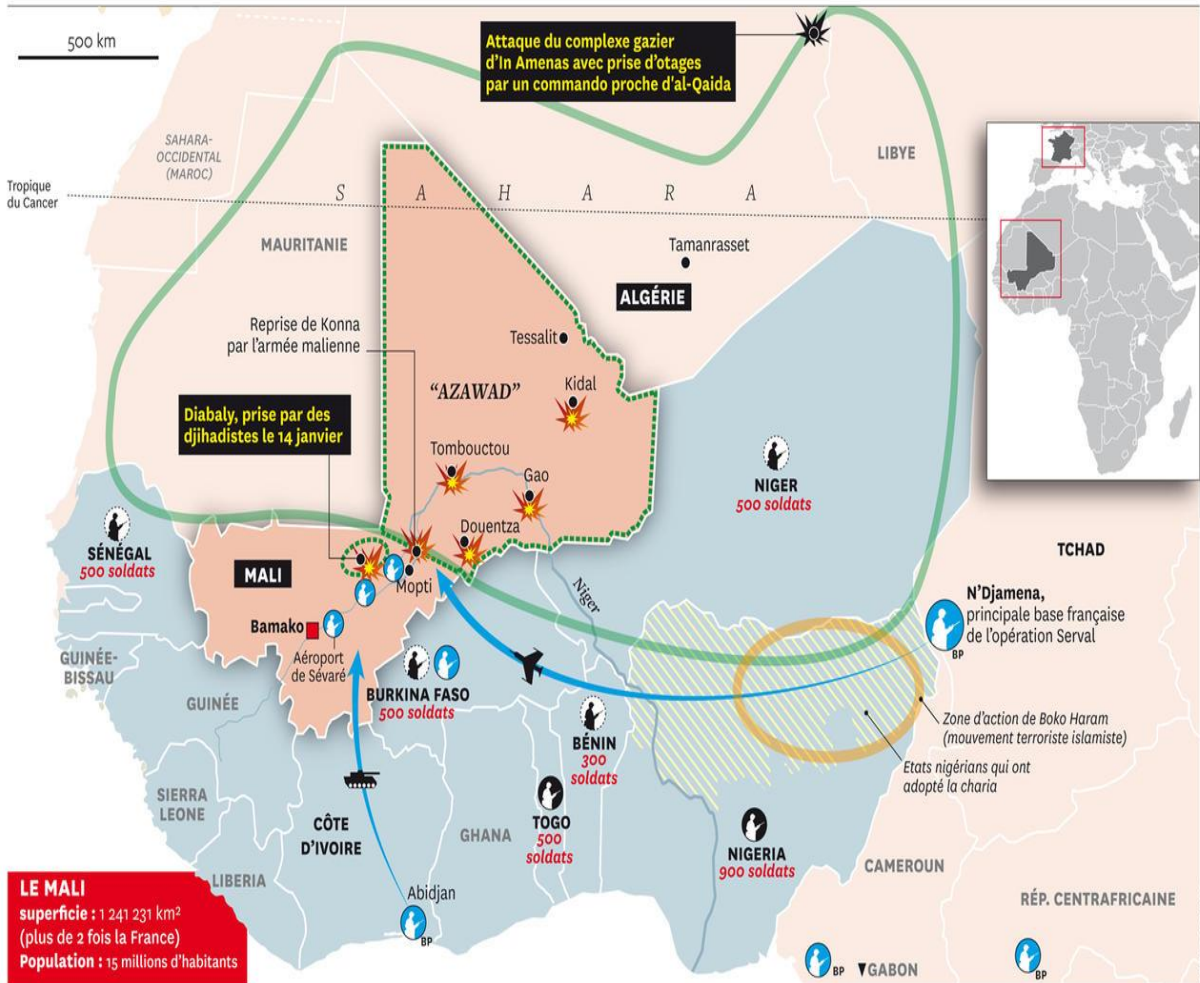 500 km
Attaque du complexe gazier
d'In Amenas avec prise d'otages
par un commando proche d'al-Qaida
SAHARA-
OCCIDENTAL
(MAROC)
LIBYE
Tropique
du Cancer
S A H A R A
MAURITANIE
Tamanrasset
ALGÉRIE
Reprise de Konna
par l'armée malienne
Tessalit
"AZAWAD"
Kidal
Diabaly, prise par des
djihadistes le 14 janvier
Tombouctou
Gao
NIGER
500 soldats
Douentza
SÉNÉGAL
500 soldats
MALI
Mopti
TCHAD
Niger
N'Djamena,
principale base française
de l'opération Serval
BP
Bamako
Aéroport
de Sévaré
GUINÉE-
BISSAU
GUINÉE
BURKINA FASO
500 soldats
BÉNIN
300
soldats
Zone d'action de Boko Haram
(mouvement terroriste islamiste)
Etats nigérians qui ont
adopté la charia
SIERRA
LEONE
CÔTE
D'IVOIRE
GHANA
TOGO
500
soldats
NIGERIA
900 soldats
CAMEROUN
LIBERIA
Abidjan
BP
RÉP. CENTRAFRICAINE
LE MALI
superficie : 1 241 231 km²
(plus de 2 fois la France)
Population : 15 millions d'habitants
BP
▼GABON
BP